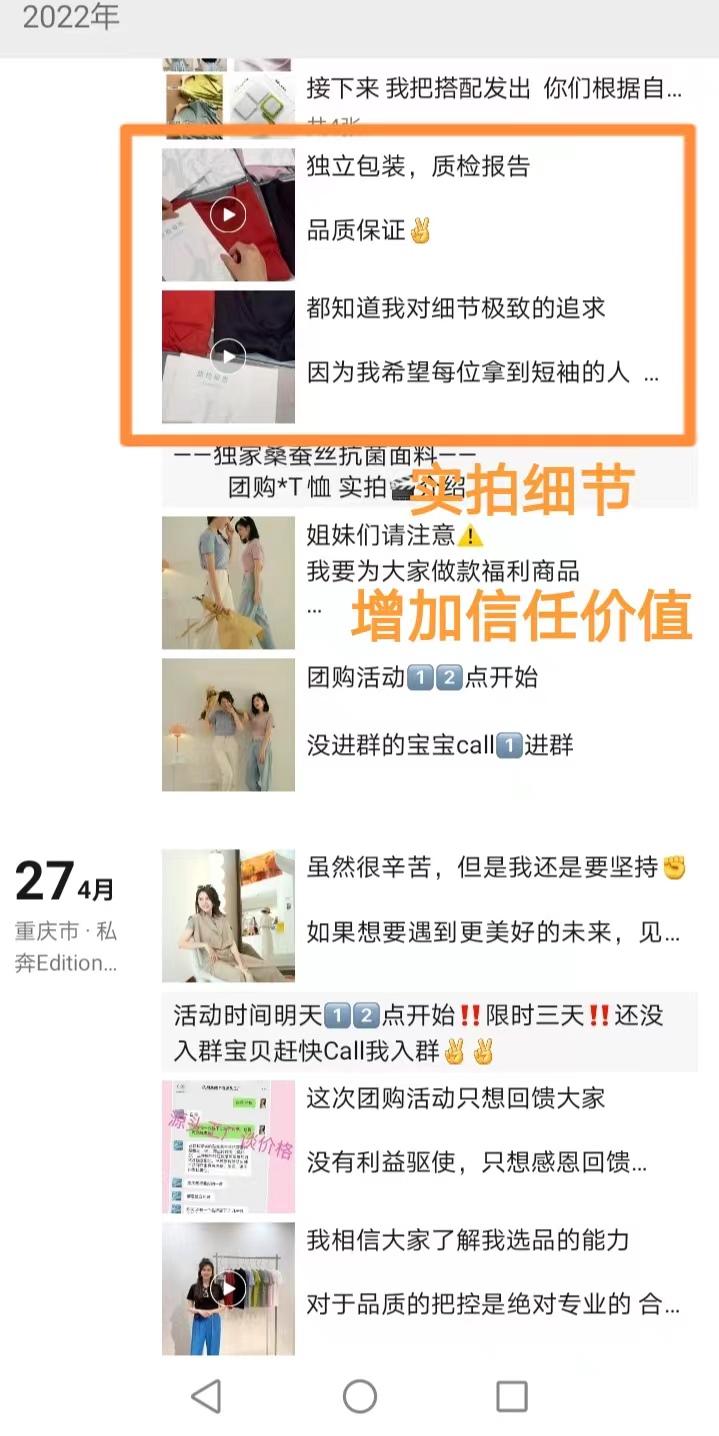 2022年
接下来 我把搭配发出 你们根据自...
共4张
独立包装，质检报告
品质保证✌
都知道我对细节极致的追求
因为我希望每位拿到短袖的人 ...
——独家桑蚕丝抗菌面料——
团购*T恤 实拍🎬介绍
实拍细节
姐妹们请注意⚠️
我要为大家做款福利商品
...
增加信任价值
团购活动1️⃣2️⃣点开始
没进群的宝宝call1️⃣进群
27 4月
重庆市 · 私
奔Edition...
虽然很辛苦，但是我还是要坚持✊
如果想要遇到更美好的未来，见...
活动时间明天1️⃣2️⃣点开始‼️限时三天‼️还没
入群宝贝赶快Call我入群✌✌
这次团购活动只想回馈大家
源头工厂谈价格
没有利益驱使，只想感恩回馈...
我相信大家了解我选品的能力
对于品质的把控是绝对专业的 合...